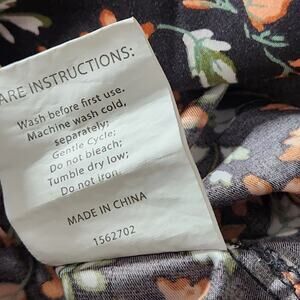 ARE INSTRUCTIONS:
Wash before first use.
Machine wash cold,
separately;
Gentle Cycle;
Do not bleach;
Tumble dry low;
Do not iron.
MADE IN CHINA
1562702